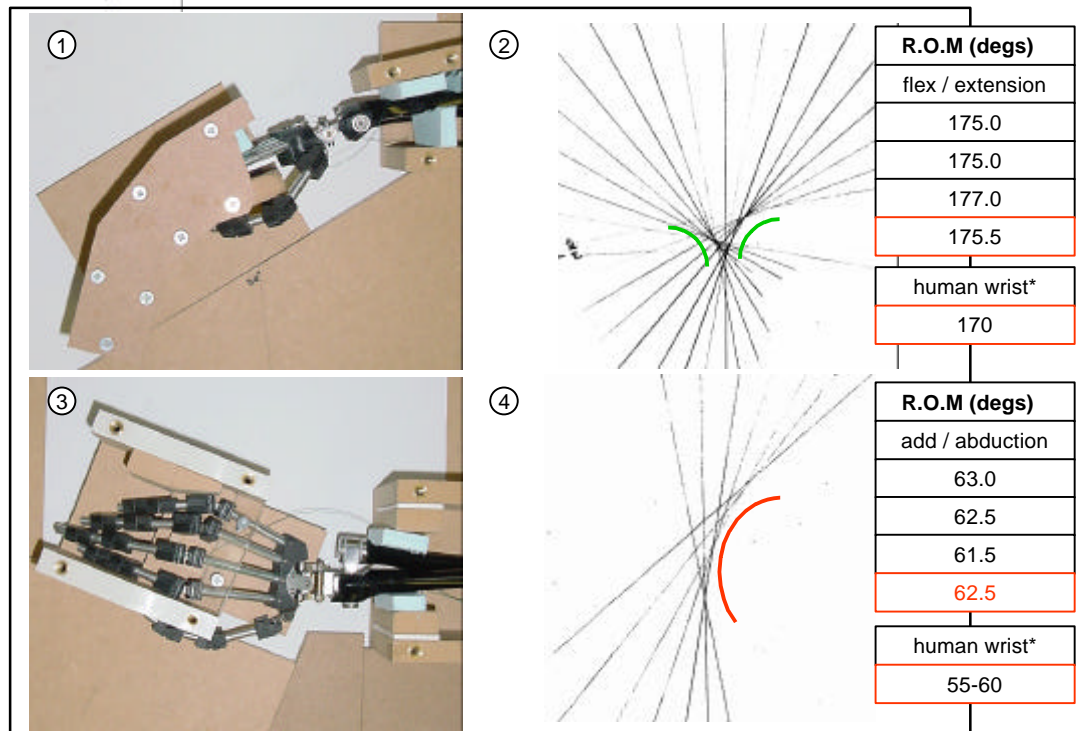 1
2
R.O.M (degs)
flex / extension
175.0
175.0
177.0
175.5
human wrist*
170
3
4
R.O.M (degs)
add / abduction
63.0
62.5
61.5
62.5
human wrist*
55-60